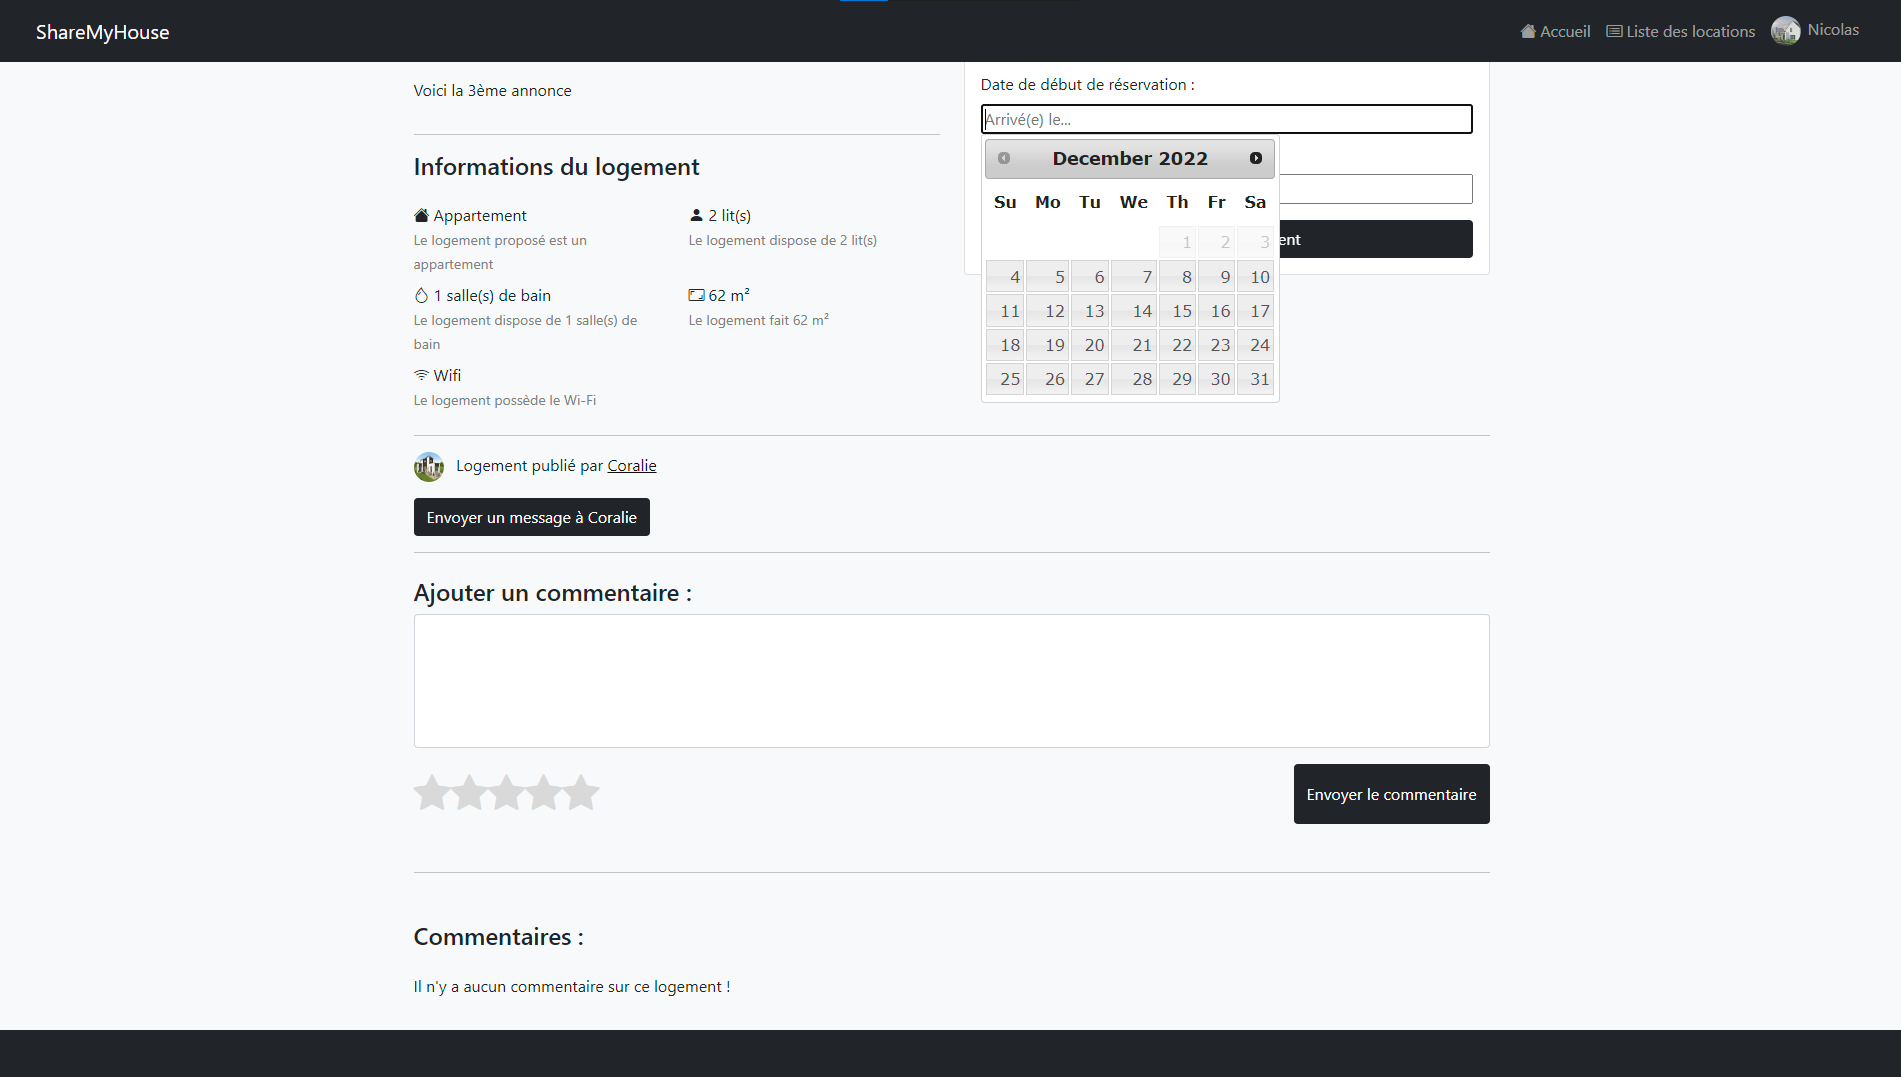 ShareMyHouse
Accueil
Liste des locations
Nicolas
Voici la 3ème annonce
Informations du logement
Appartement
Le logement proposé est un
appartement
2 lit(s)
Le logement dispose de 2 lit(s)
1 salle(s) de bain
Le logement dispose de 1 salle(s) de
bain
62 m²
Le logement fait 62 m²
Wifi
Le logement possède le Wi-Fi
Date de début de réservation :
Arrivé(e) le...
December 2022
Su Mo Tu We Th Fr Sa
1 2 3
4 5 6 7 8 9 10
11 12 13 14 15 16 17
18 19 20 21 22 23 24
25 26 27 28 29 30 31
ent
Logement publié par Coralie
Envoyer un message à Coralie
Ajouter un commentaire :
Envoyer le commentaire
Commentaires :
Il n'y a aucun commentaire sur ce logement !